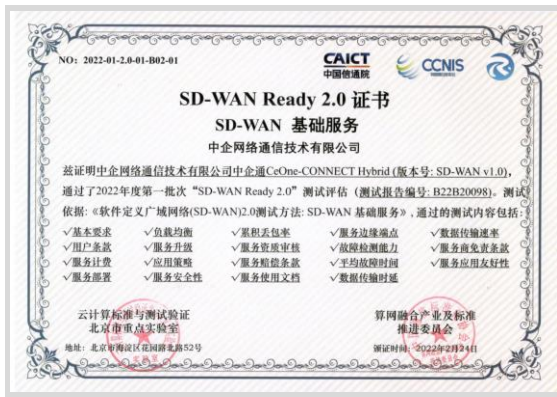 NO: 2022-01-2.0-01-B02-01
CAICT
中国信通院
CCNIS
SD-WAN Ready 2.0 证书
SD-WAN 基础服务
中企网络通信技术有限公司
兹证明中企网络通信技术有限公司中企通CeOne-CONNECT Hybrid (版本号: SD-WAN v1.0),
通过了2022年度第一批次“SD-WAN Ready 2.0”测试评估 (测试报告编号: B22B20098)。测试
依据:《软件定义广域网络(SD-WAN)2.0测试方法: SD-WAN 基础服务》, 通过的测试内容包括:
√基本要求 √负载均衡 √累积丢包率 √服务边缘端点 √数据传输速率
√用户条款 √服务升级 √服务资质审核 √故障检测能力 √服务商免责条款
√服务计费 √应用策略 √服务赔偿条款 √平均故障时间 √服务应用友好性
√服务部署 √服务安全性 √服务使用文档 √数据传输时延
云计算标准与测试验证 算网融合产业及标准
北京市重点实验室 推进委员会
地址: 北京市海淀区花园路北路52号 颁证时间: 2022年2月24日